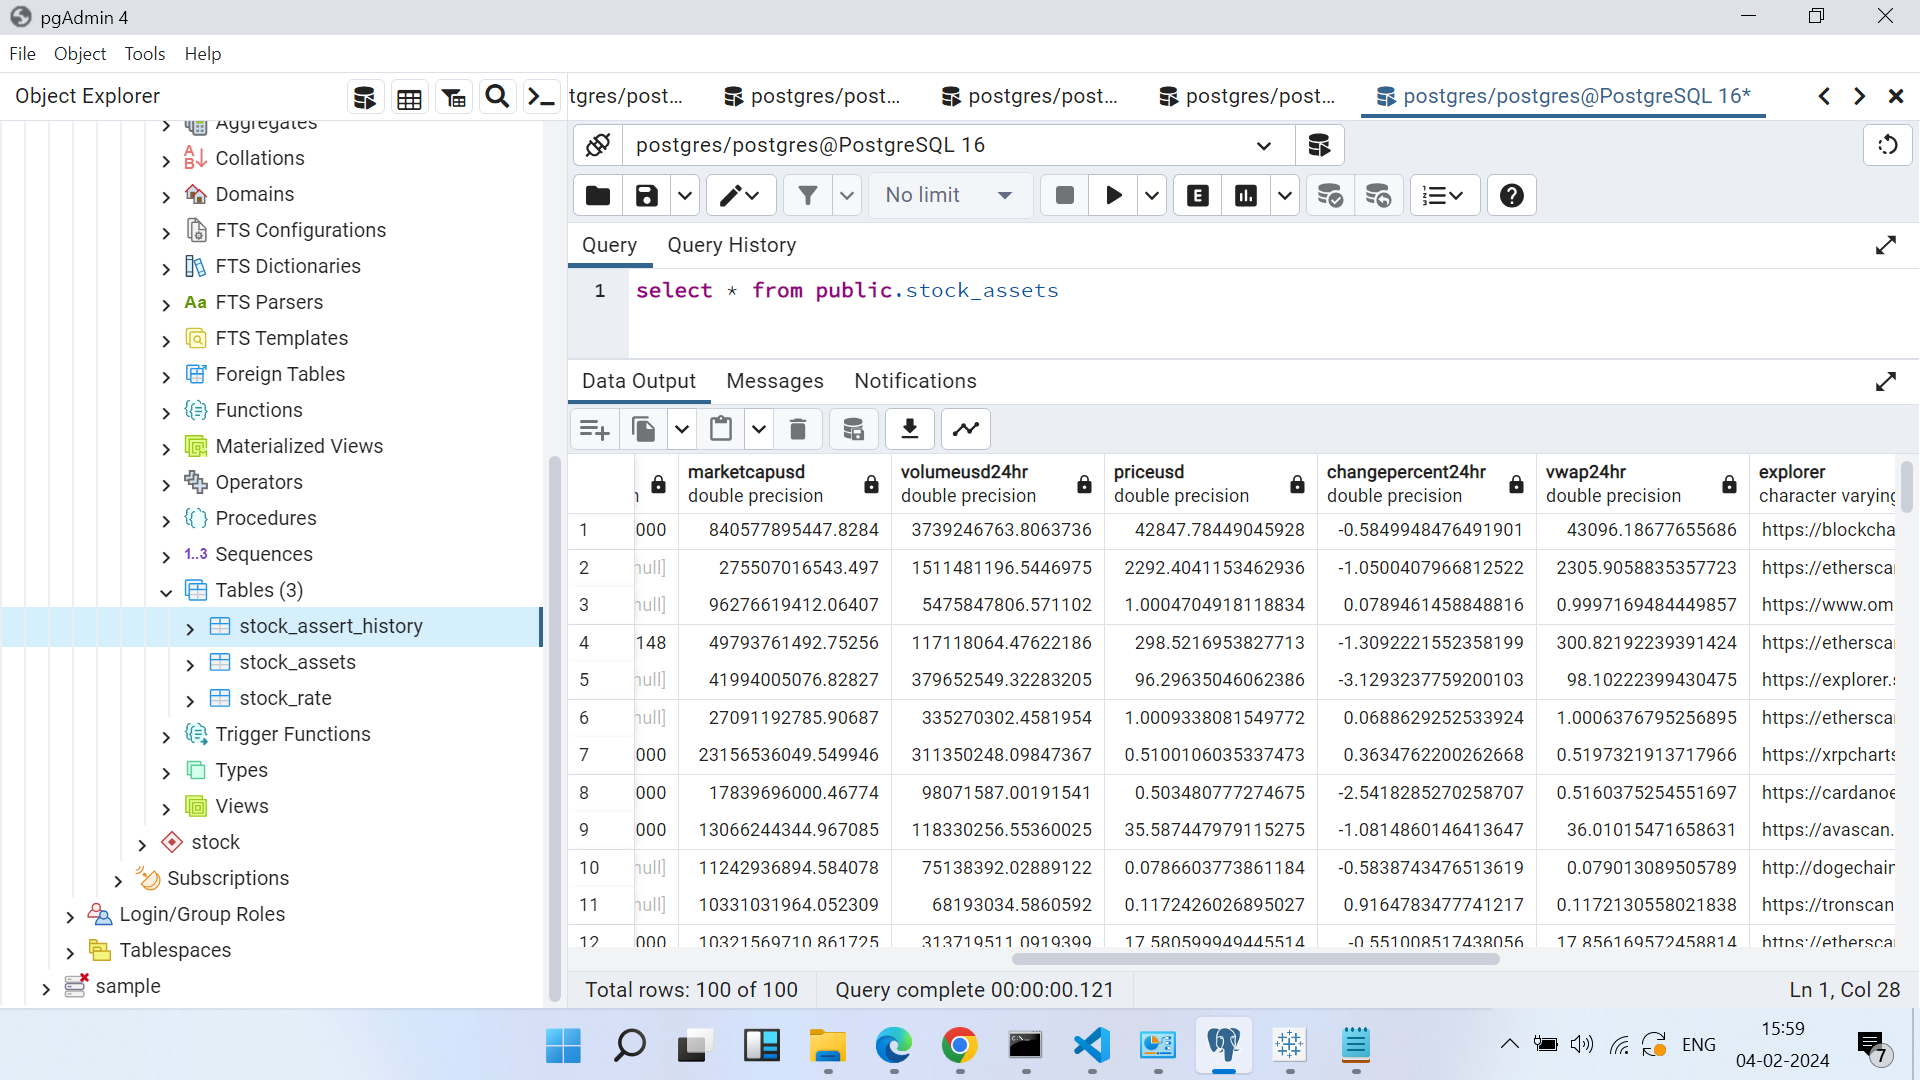 pgAdmin 4
File Object Tools Help
Object Explorer
tgres/post... postgres/post... postgres/post... postgres/post... postgres/postgres@PostgreSQL 16*
Aggregates
Collations
Domains
FTS Configurations
FTS Dictionaries
Aa FTS Parsers
FTS Templates
Foreign Tables
Functions
Materialized Views
Operators
Procedures
1..3 Sequences
Tables (3)
stock_assert_history
stock_assets
stock_rate
Trigger Functions
Types
Views
stock
Subscriptions
Login/Group Roles
Tablespaces
sample
postgres/postgres@PostgreSQL 16
No limit E
Query Query History
1 select * from public.stock_assets
Data Output Messages Notifications
marketcapusd volumeusd24hr priceusd changepercent24hr vwap24hr explorer
double precision double precision double precision double precision double precision character varying
1 000 840577895447.8284 3739246763.8063736 42847.78449045928 -0.5849948476491901 43096.18677655686 https://blockcha
2 null] 275507016543.497 1511481196.5446975 2292.4041153462936 -1.0500407966812522 2305.9058835357723 https://ethersca
3 null] 96276619412.06407 5475847806.571102 1.0004704918118834 0.0789461458848816 0.9997169484449857 https://www.om
4 148 49793761492.75256 117118064.47622186 298.5216953827713 -1.3092221552358199 300.82192239391424 https://ethersca
5 null] 41994005076.82827 379652549.32283205 96.29635046062386 -3.1293237759200103 98.10222399430475 https://explorer.
6 null] 27091192785.90687 335270302.4581954 1.0009338081549772 0.0688629252533924 1.0006376795256895 https://ethersca
7 000 23156536049.549946 311350248.09847367 0.5100106035337473 0.3634762200262668 0.5197321913717966 https://xrpcharts
8 000 17839696000.46774 98071587.00191541 0.503480777274675 -2.5418285270258707 0.5160375254551697 https://cardanoe
9 000 13066244344.967085 118330256.55360025 35.587447979115275 -1.0814860146413647 36.01015471658631 https://avascan.
10 null] 11242936894.584078 75138392.02889122 0.0786603773861184 -0.5838743476513619 0.079013089505789 http://dogechain
11 null] 10331031964.052309 68193034.5860592 0.1172426026895027 0.9164783477741217 0.1172130558021838 https://tronscan
12 000 10321569710.861725 313719511.0919399 17.580599949445514 -0.551008517438056 17.856169572458814 https://ethersca
Total rows: 100 of 100 Query complete 00:00:00.121 Ln 1, Col 28
ENG
15:59
04-02-2024
7